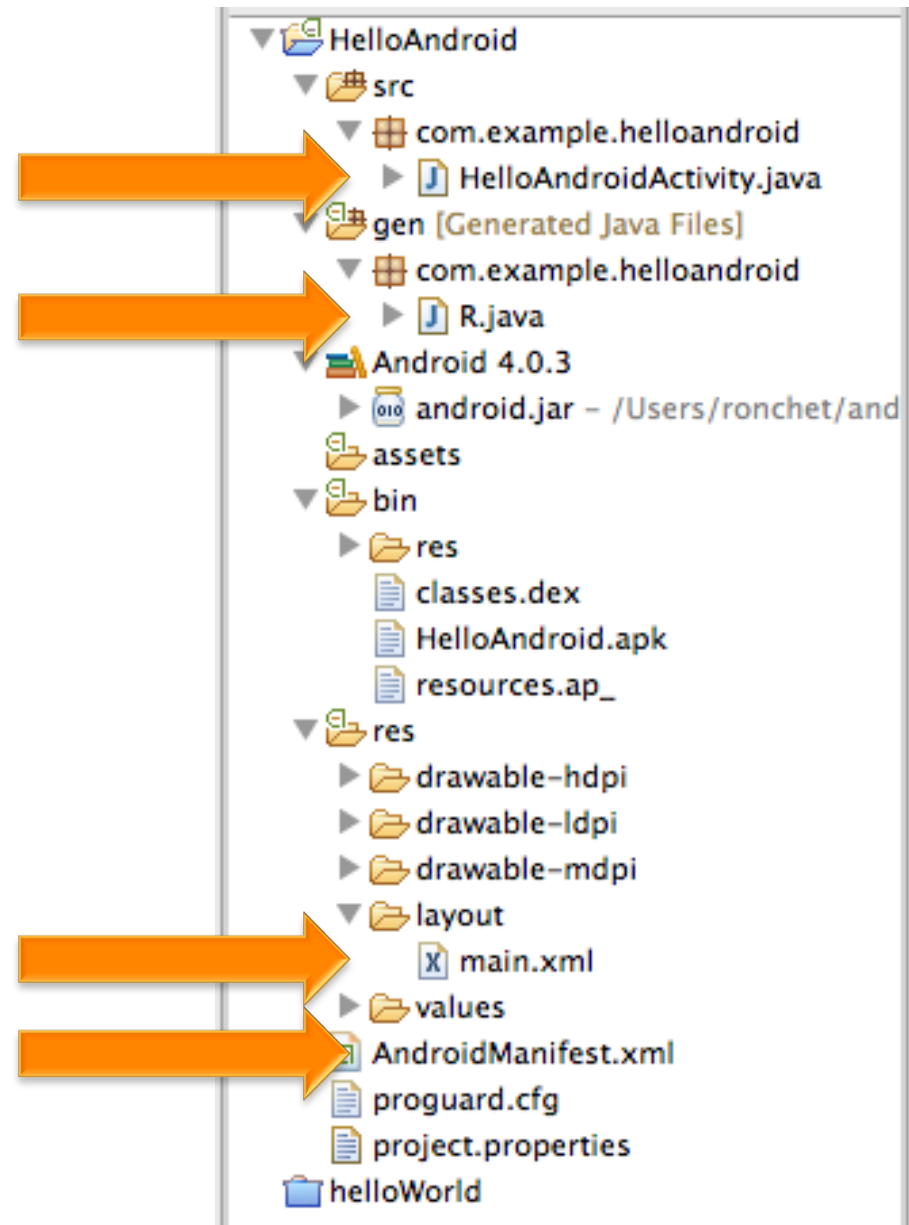 HelloAndroid
src
com.example.helloandroid
HelloAndroidActivity.java
gen [Generated Java Files]
com.example.helloandroid
R.java
Android 4.0.3
android.jar – /Users/ronchet/and
assets
bin
res
classes.dex
HelloAndroid.apk
resources.ap_
res
drawable-hdpi
drawable-ldpi
drawable-mdpi
layout
main.xml
values
AndroidManifest.xml
proguard.cfg
project.properties
helloWorld